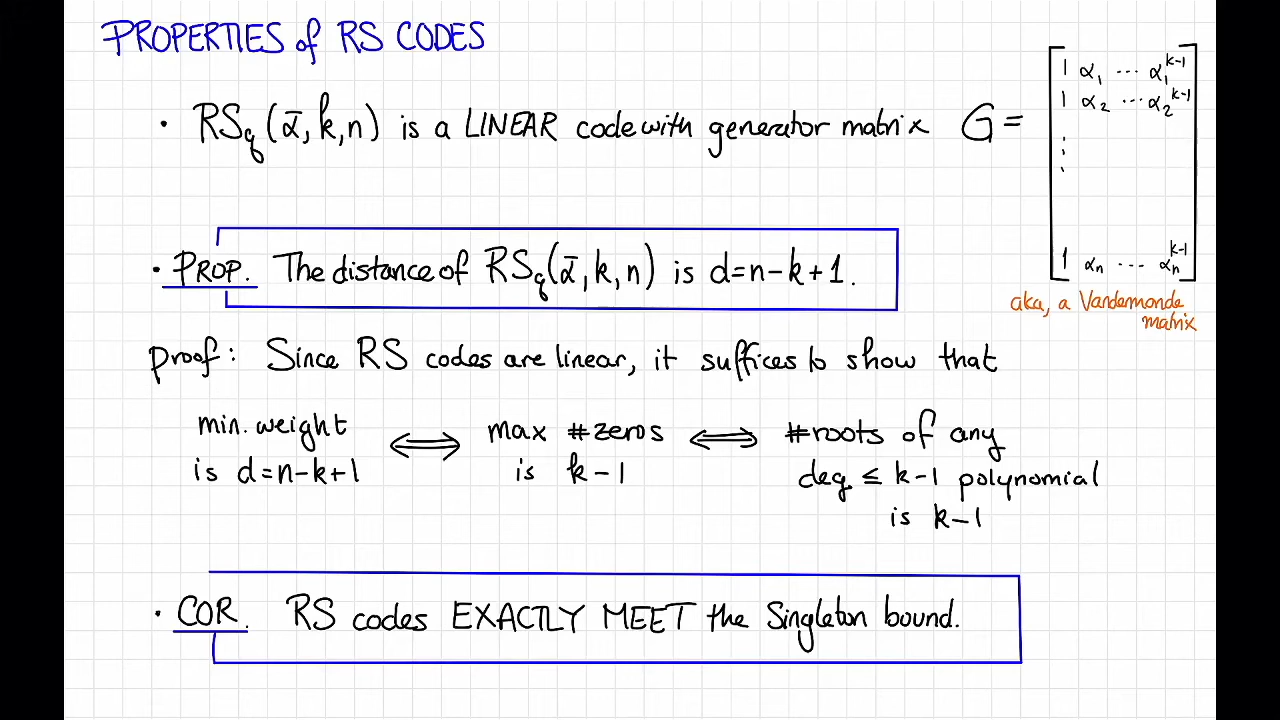 PROPERTIES of RS CODES
• RS_q(ᾱ, k, n) is a LINEAR code with generator matrix G =
1 α₁ ⋯ α₁^{k-1}
1 α₂ ⋯ α₂^{k-1}
⋮
1 αₙ ⋯ αₙ^{k-1}
aka, a Vandermonde
matrix
• PROP. The distance of RS_q(ᾱ, k, n) is d=n-k+1.
proof: Since RS codes are linear, it suffices to show that
min. weight
is d=n-k+1
⟺
max #zeros
is k-1
⟺
#roots of any
deg. ≤ k-1 polynomial
is k-1
• COR. RS codes EXACTLY MEET the Singleton bound.